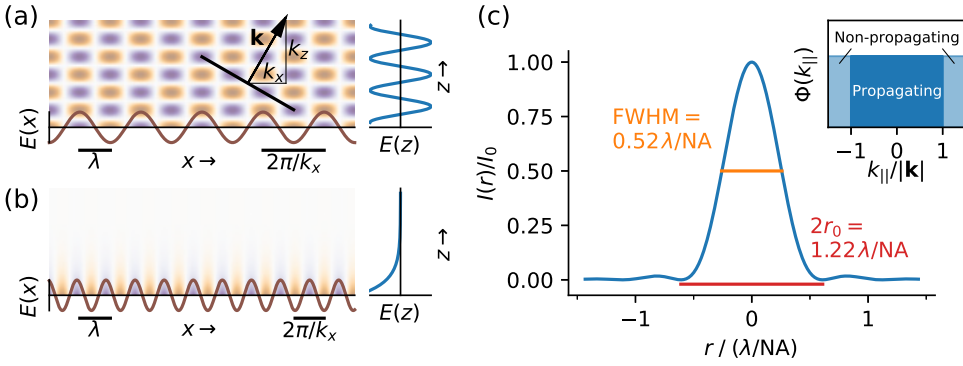 (a)
k
k_z
k_x
E(x)
λ
x→
2π/k_x
z→
E(z)
(b)
E(x)
λ
x→
2π/k_x
z→
E(z)
(c)
I(r)/I_0
1.00
0.75
0.50
0.25
0.00
FWHM =
0.52λ/NA
2r_0 =
1.22λ/NA
−1
0
1
r / (λ/NA)
Φ(k_||)
Non-propagating
Propagating
−1
0
1
k_||/|k|